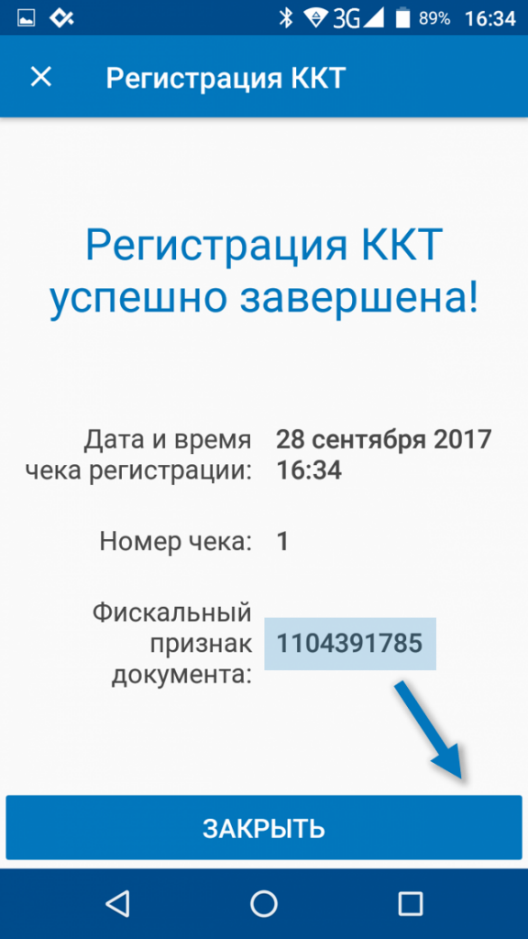 3G 89% 16:34
Регистрация ККТ
Регистрация ККТ
успешно завершена!
Дата и время 28 сентября 2017
чека регистрации: 16:34
Номер чека: 1
Фискальный
признак 1104391785
документа:
ЗАКРЫТЬ